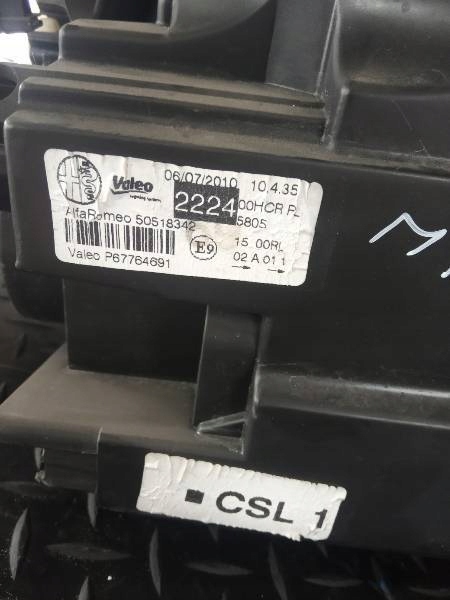 Valeo 06/07/2010 10.4.35
2224 00HCR PL
AlfaRomeo 50518342 5805
E9 15 00RL
Valeo P67764691 02 A 01 1
■ CSL 1